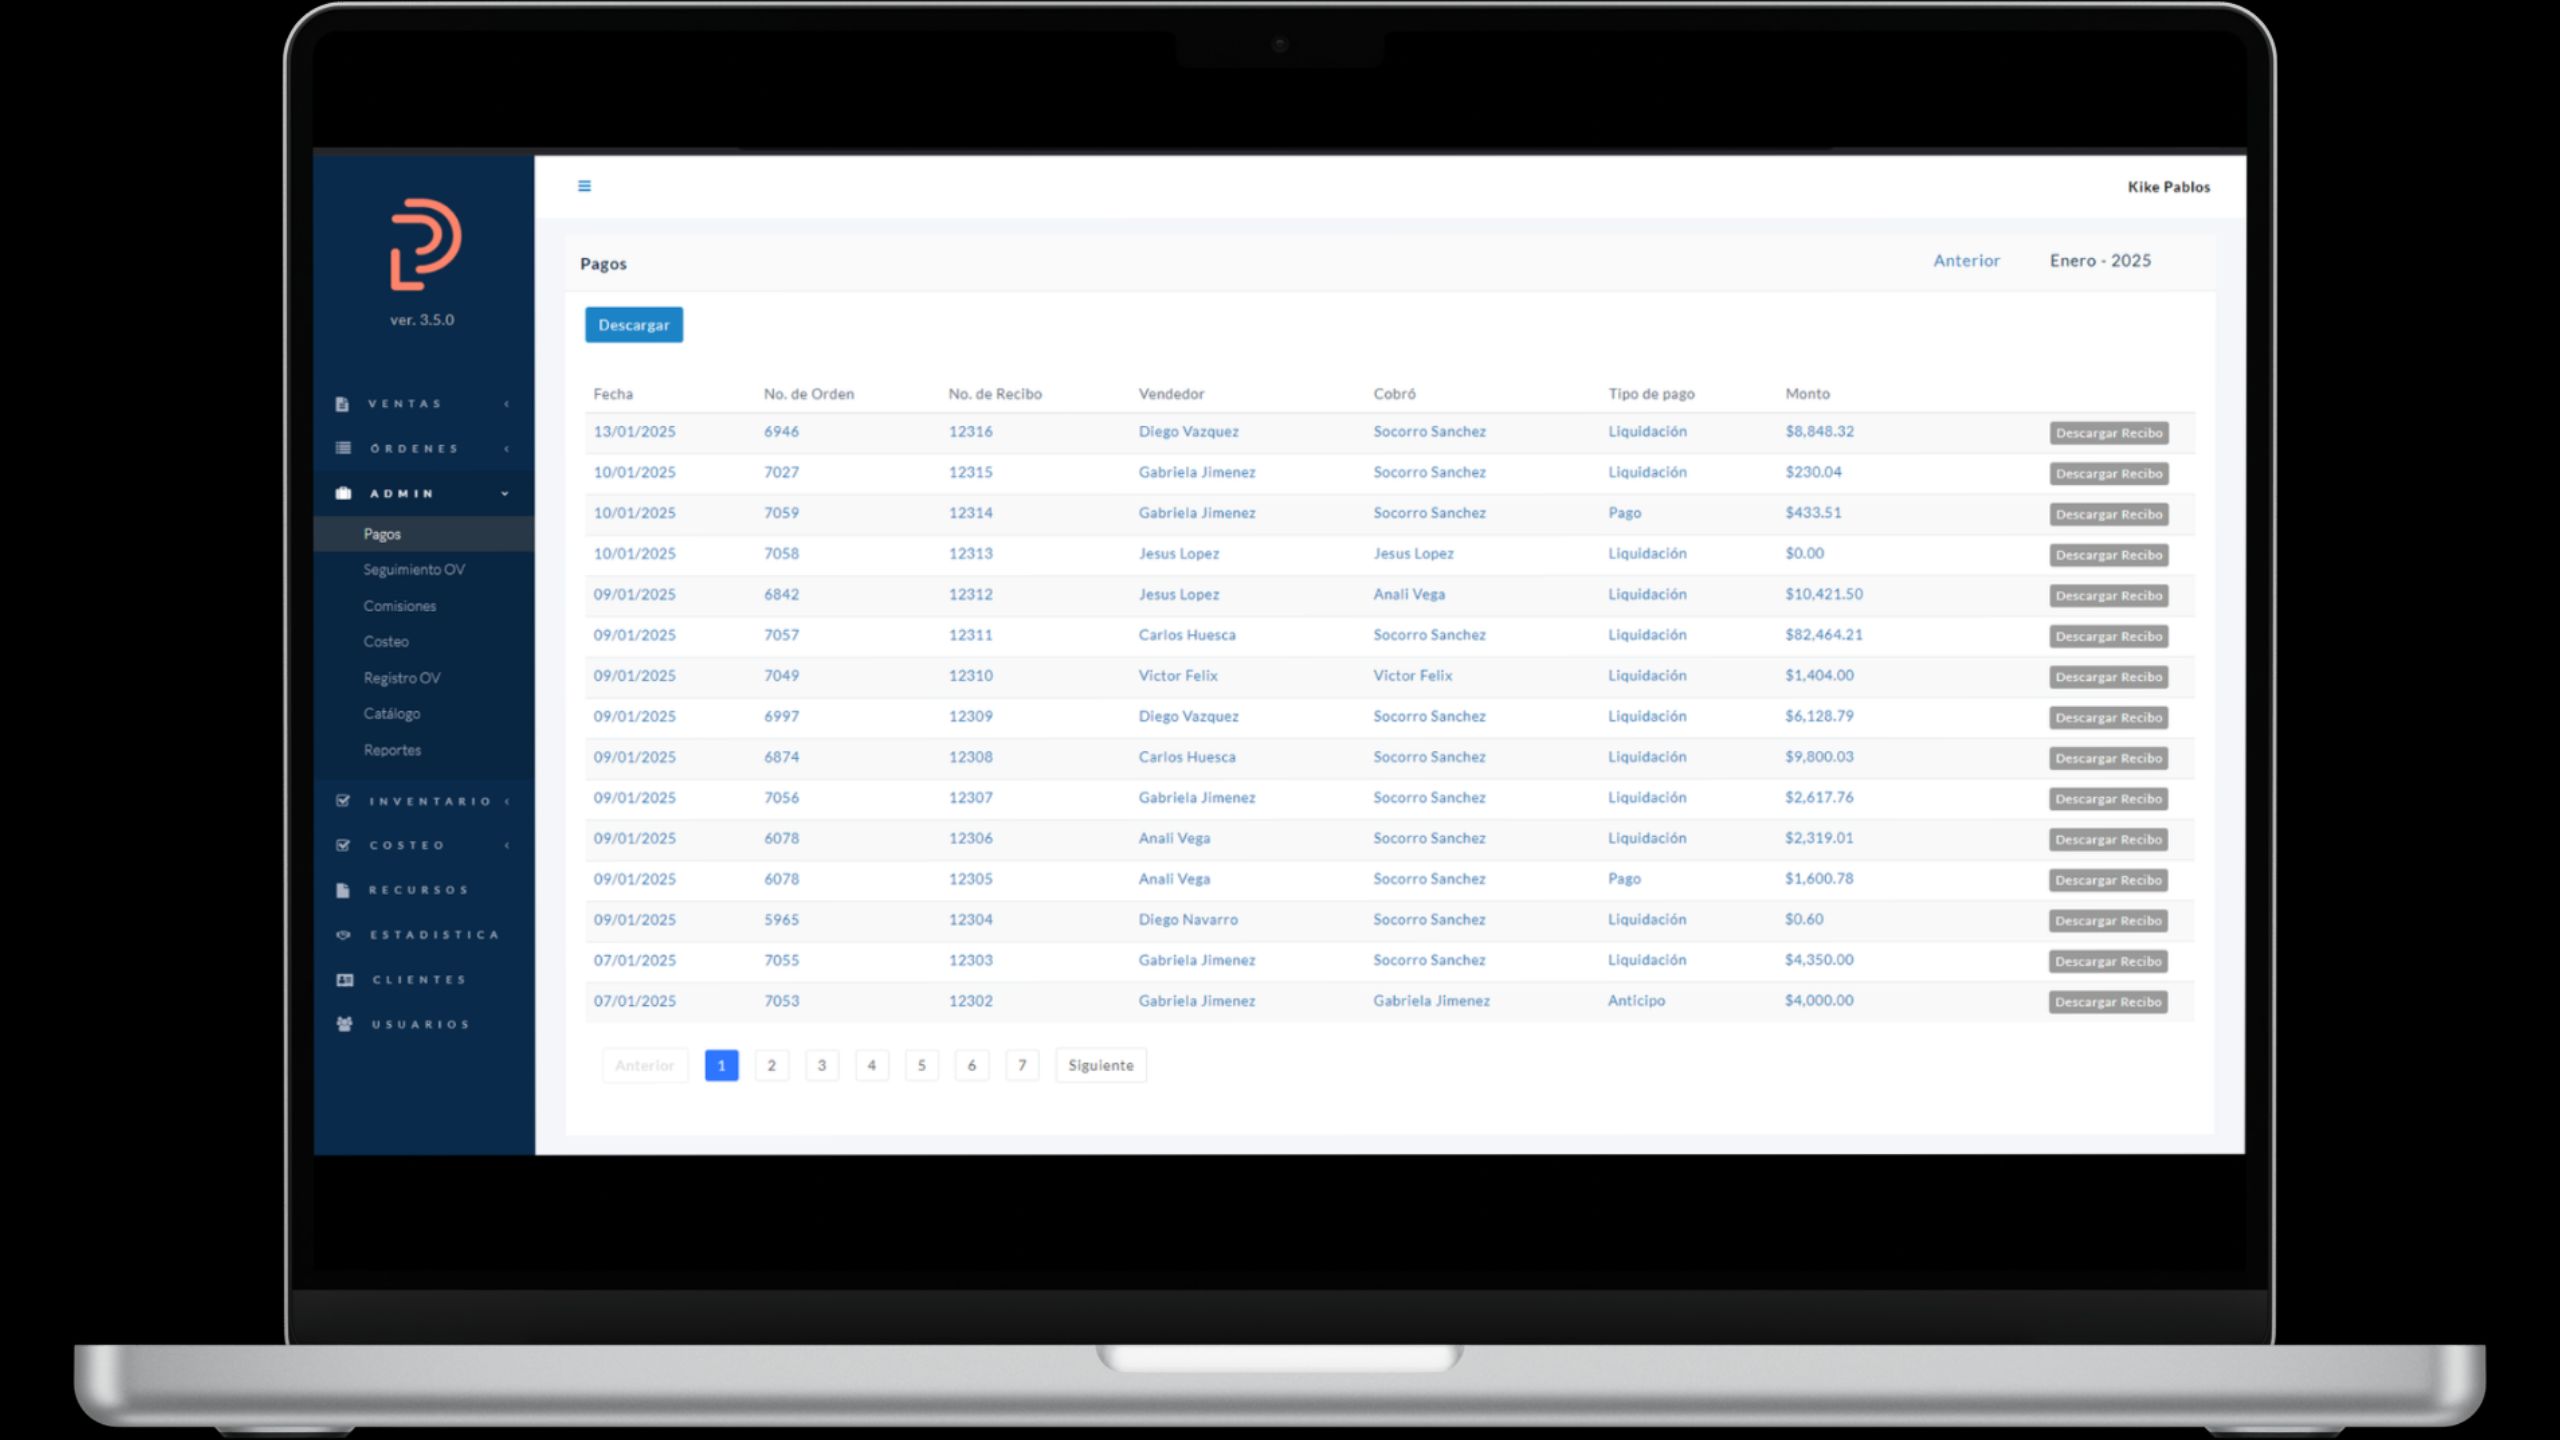 Kike Pablos
ver. 3.5.0
VENTAS
ÓRDENES
ADMIN
Pagos
Seguimiento OV
Comisiones
Costeo
Registro OV
Catálogo
Reportes
INVENTARIO
COSTEO
RECURSOS
ESTADISTICA
CLIENTES
USUARIOS
Pagos Anterior Enero - 2025
Descargar
Fecha No. de Orden No. de Recibo Vendedor Cobró Tipo de pago Monto
13/01/2025 6946 12316 Diego Vazquez Socorro Sanchez Liquidación $8,848.32 Descargar Recibo
10/01/2025 7027 12315 Gabriela Jimenez Socorro Sanchez Liquidación $230.04 Descargar Recibo
10/01/2025 7059 12314 Gabriela Jimenez Socorro Sanchez Pago $433.51 Descargar Recibo
10/01/2025 7058 12313 Jesus Lopez Jesus Lopez Liquidación $0.00 Descargar Recibo
09/01/2025 6842 12312 Jesus Lopez Anali Vega Liquidación $10,421.50 Descargar Recibo
09/01/2025 7057 12311 Carlos Huesca Socorro Sanchez Liquidación $82,464.21 Descargar Recibo
09/01/2025 7049 12310 Victor Felix Victor Felix Liquidación $1,404.00 Descargar Recibo
09/01/2025 6997 12309 Diego Vazquez Socorro Sanchez Liquidación $6,128.79 Descargar Recibo
09/01/2025 6874 12308 Carlos Huesca Socorro Sanchez Liquidación $9,800.03 Descargar Recibo
09/01/2025 7056 12307 Gabriela Jimenez Socorro Sanchez Liquidación $2,617.76 Descargar Recibo
09/01/2025 6078 12306 Anali Vega Socorro Sanchez Liquidación $2,319.01 Descargar Recibo
09/01/2025 6078 12305 Anali Vega Socorro Sanchez Pago $1,600.78 Descargar Recibo
09/01/2025 5965 12304 Diego Navarro Socorro Sanchez Liquidación $0.60 Descargar Recibo
07/01/2025 7055 12303 Gabriela Jimenez Socorro Sanchez Liquidación $4,350.00 Descargar Recibo
07/01/2025 7053 12302 Gabriela Jimenez Gabriela Jimenez Anticipo $4,000.00 Descargar Recibo
Anterior 1 2 3 4 5 6 7 Siguiente